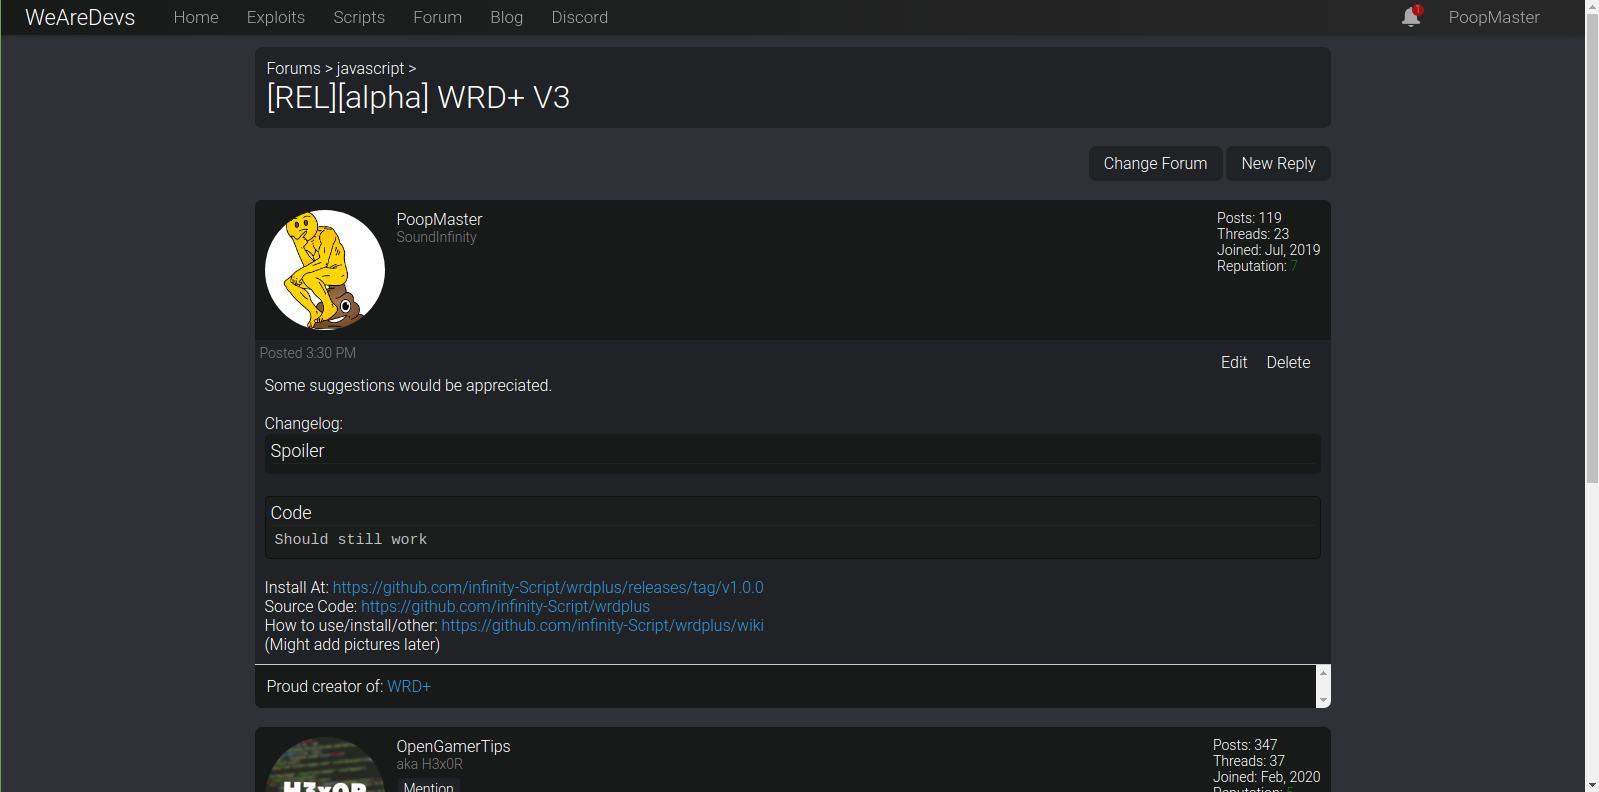 WeAreDevs Home Exploits Scripts Forum Blog Discord 1 PoopMaster
Forums > javascript >
[REL][alpha] WRD+ V3
Change Forum New Reply
PoopMaster
SoundInfinity
Posts: 119
Threads: 23
Joined: Jul, 2019
Reputation: 7
Posted 3:30 PM
Edit Delete
Some suggestions would be appreciated.
Changelog:
Spoiler
Code
Should still work
Install At: https://github.com/infinity-Script/wrdplus/releases/tag/v1.0.0
Source Code: https://github.com/infinity-Script/wrdplus
How to use/install/other: https://github.com/infinity-Script/wrdplus/wiki
(Might add pictures later)
Proud creator of: WRD+
H3xOR
OpenGamerTips
aka H3x0R
Mention
Posts: 347
Threads: 37
Joined: Feb, 2020
Reputation: 5